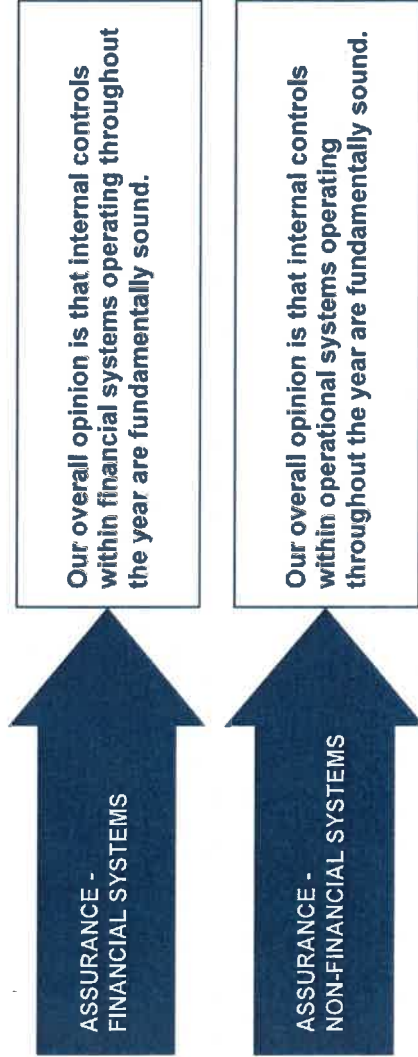 ASSURANCE -
FINANCIAL SYSTEMS
Our overall opinion is that internal controls
within financial systems operating throughout
the year are fundamentally sound.
ASSURANCE -
NON-FINANCIAL SYSTEMS
Our overall opinion is that internal controls
within operational systems operating
throughout the year are fundamentally sound.